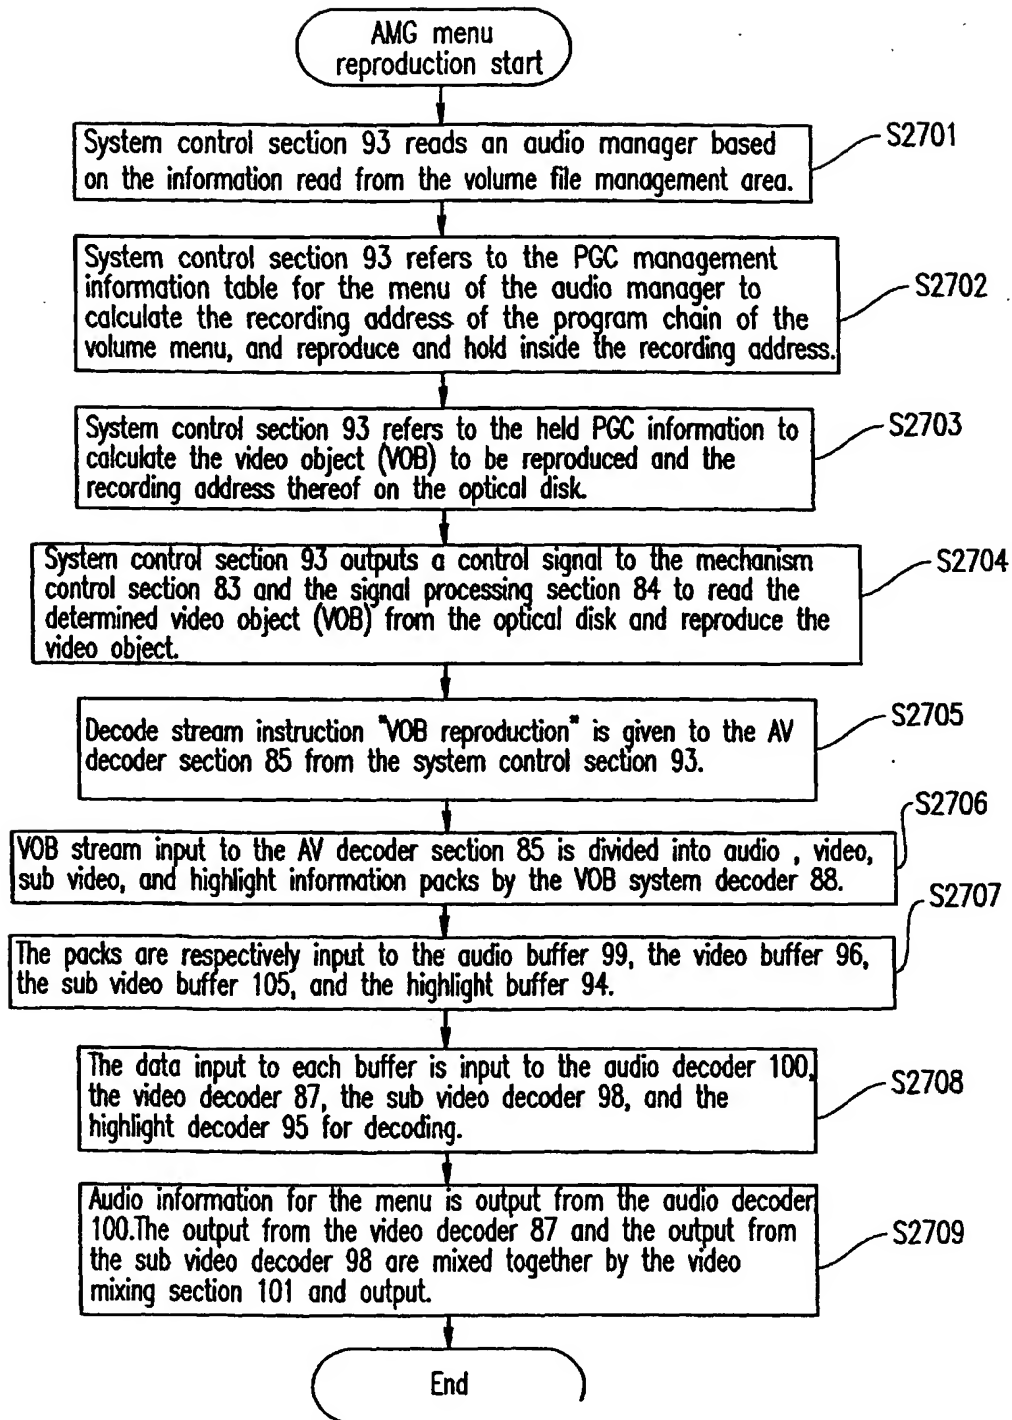 AMG menu
reproduction start
System control section 93 reads an audio manager based
on the information read from the volume file management area.
S2701
System control section 93 refers to the PGC management
information table for the menu of the audio manager to
calculate the recording address of the program chain of the
volume menu, and reproduce and hold inside the recording address.
S2702
System control section 93 refers to the held PGC information to
calculate the video object (VOB) to be reproduced and the
recording address thereof on the optical disk.
S2703
System control section 93 outputs a control signal to the mechanism
control section 83 and the signal processing section 84 to read the
determined video object (VOB) from the optical disk and reproduce the
video object.
S2704
Decode stream instruction "VOB reproduction" is given to the AV
decoder section 85 from the system control section 93.
S2705
VOB stream input to the AV decoder section 85 is divided into audio , video,
sub video, and highlight information packs by the VOB system decoder 88.
S2706
The packs are respectively input to the audio buffer 99, the video buffer 96,
the sub video buffer 105, and the highlight buffer 94.
S2707
The data input to each buffer is input to the audio decoder 100,
the video decoder 87, the sub video decoder 98, and the
highlight decoder 95 for decoding.
S2708
Audio information for the menu is output from the audio decoder
100.The output from the video decoder 87 and the output from
the sub video decoder 98 are mixed together by the video
mixing section 101 and output.
S2709
End